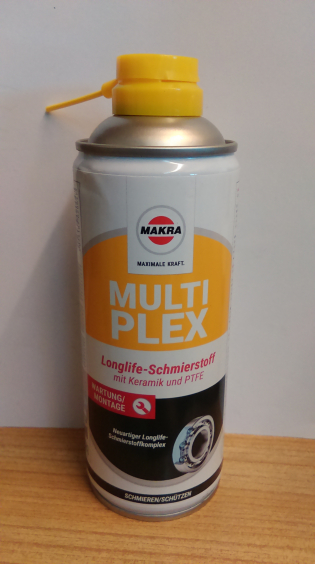 MAKRA
MAXIMALE KRAFT.
MULTI
PLEX
Longlife-Schmierstoff
mit Keramik und PTFE
WARTUNG/
MONTAGE
Neuartiger Longlife-
Schmierstoffkomplex
SCHMIEREN/SCHÜTZEN